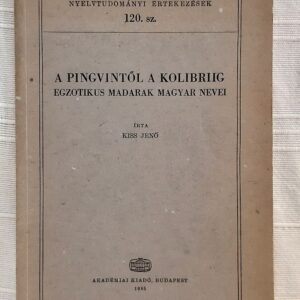 NYELVTUDOMÁNYI ÉRTEKEZÉSEK
120. sz.
A PINGVINTŐL A KOLIBRIIG
EGZOTIKUS MADARAK MAGYAR NEVEI
ÍRTA
KISS JENŐ
AKADÉMIAI KIADÓ, BUDAPEST